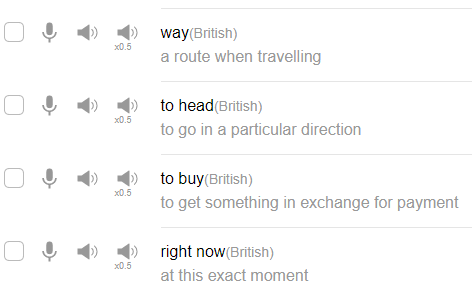 way(British)
x0.5
a route when travelling
to head(British)
x0.5
to go in a particular direction
to buy(British)
x0.5
to get something in exchange for payment
right now(British)
x0.5
at this exact moment